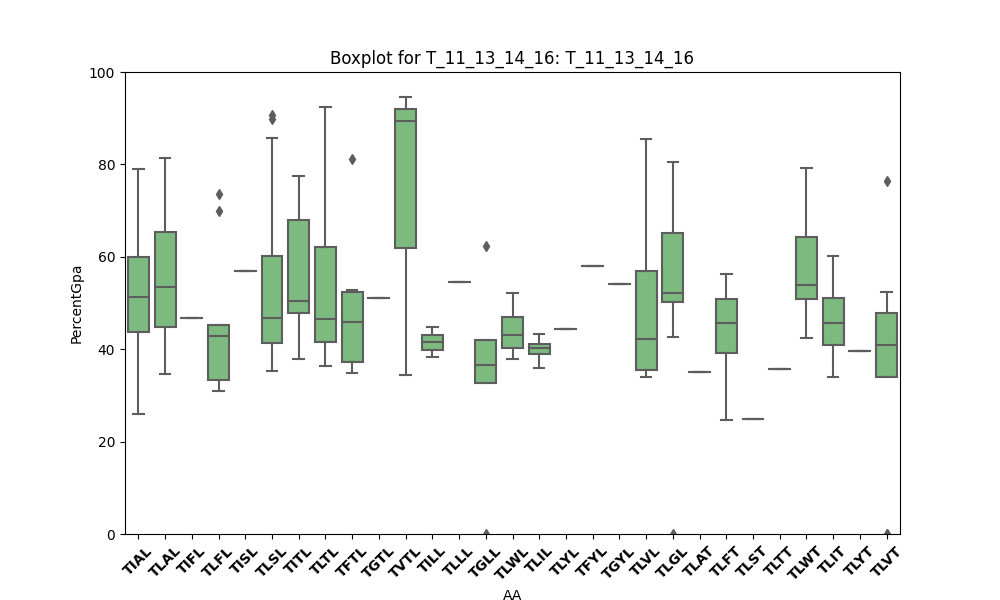 Boxplot for T_11_13_14_16: T_11_13_14_16
100
80
60
40
20
0
PercentGpa
TIAL TLAL TIFL TLFL TISL TLSL TITL TLTL TFTL TGTL TVTL TILL TLLL TGLL TLWL TLIL TLYL TFYL TGYL TLVL TLGL TLAT TLFT TLST TLTT TLWT TLIT TLYT TLVT
AA